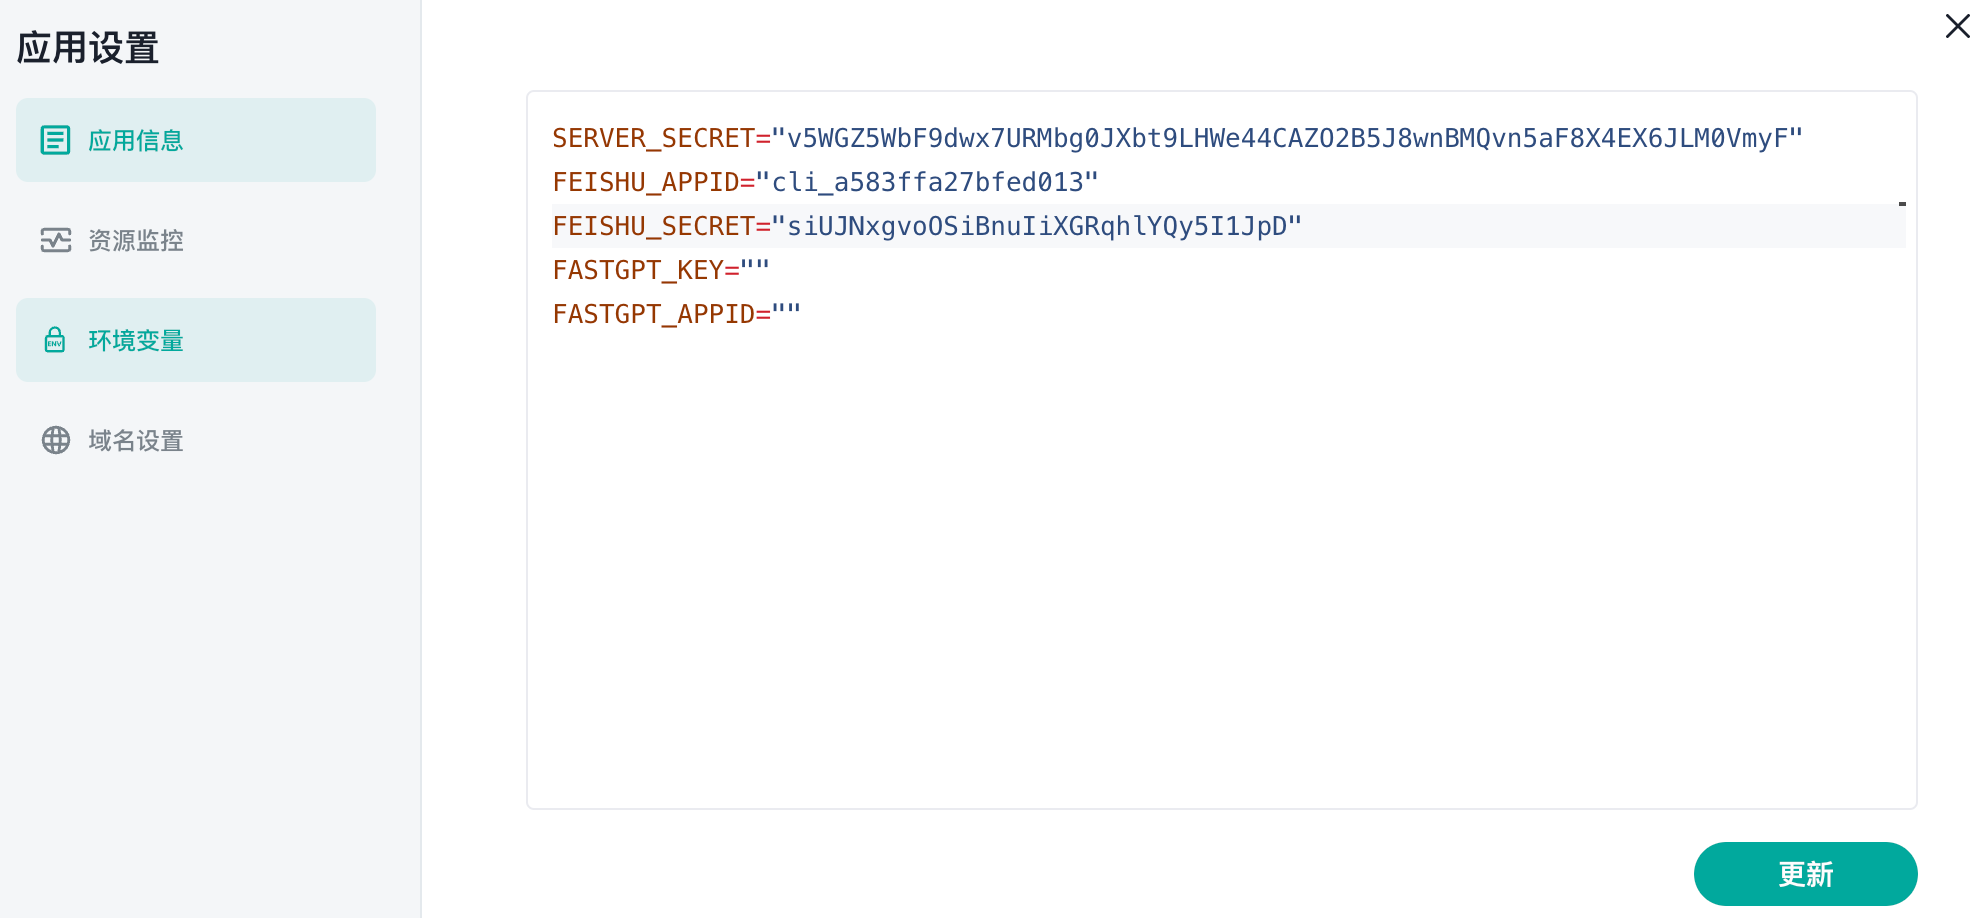 应用设置
应用信息
资源监控
环境变量
域名设置
SERVER_SECRET="v5WGZ5WbF9dwx7URMbg0JXbt9LHWe44CAZO2B5J8wnBMQvn5aF8X4EX6JLM0VmyF"
FEISHU_APPID="cli_a583ffa27bfed013"
FEISHU_SECRET="siUJNxgvoOSiBnuIiXGRqhlYQy5I1JpD"
FASTGPT_KEY=""
FASTGPT_APPID=""
更新